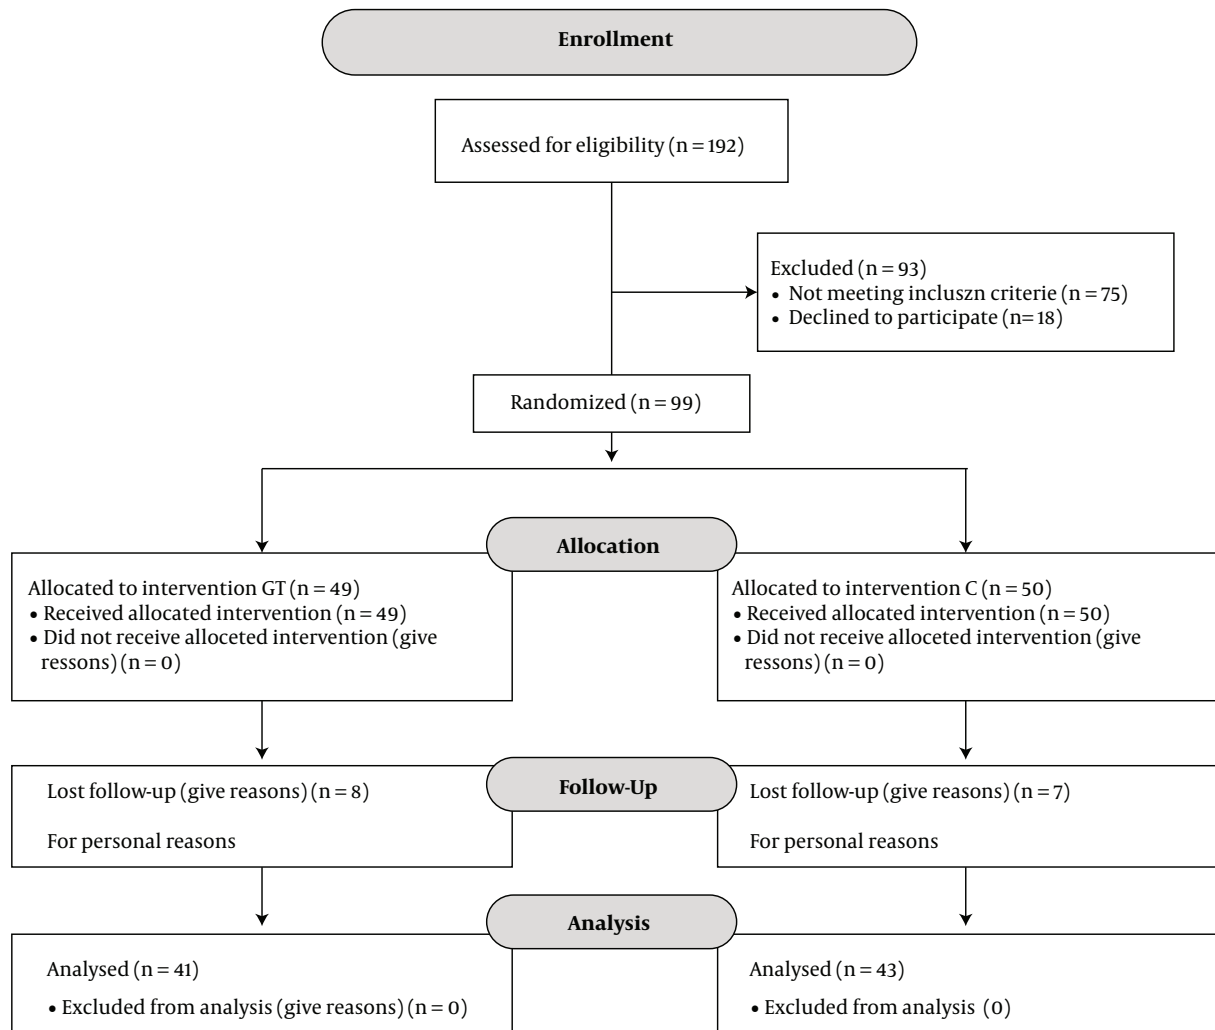 Enrollment
Assessed for eligibility (n = 192)
Excluded (n = 93)
• Not meeting incluszn criterie (n = 75)
• Declined to participate (n= 18)
Randomized (n = 99)
Allocation
Allocated to intervention GT (n = 49)
• Received allocated intervention (n = 49)
• Did not receive alloceted intervention (give
ressons) (n = 0)
Allocated to intervention C (n = 50)
• Received allocated intervention (n = 50)
• Did not receive alloceted intervention (give
ressons) (n = 0)
Follow-Up
Lost follow-up (give reasons) (n = 8)
For personal reasons
Lost follow-up (give reasons) (n = 7)
For personal reasons
Analysis
Analysed (n = 41)
• Excluded from analysis (give reasons) (n = 0)
Analysed (n = 43)
• Excluded from analysis (0)